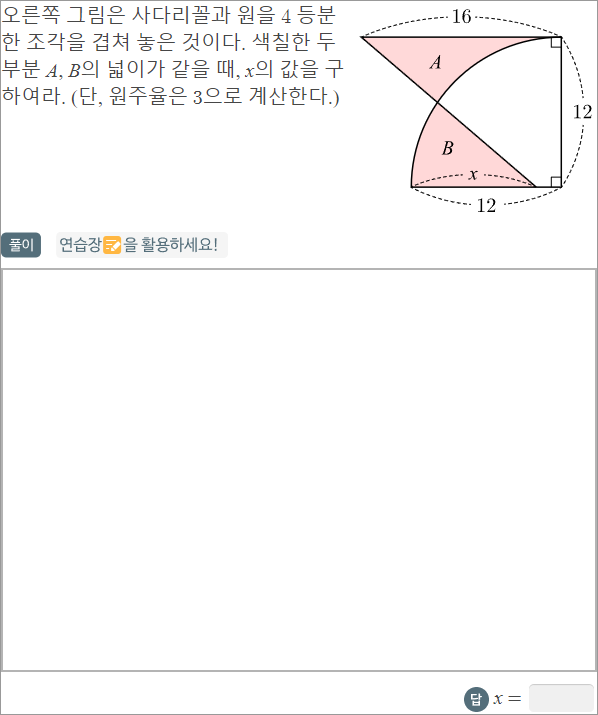 오른쪽 그림은 사다리꼴과 원을 4 등분
한 조각을 겹쳐 놓은 것이다. 색칠한 두
부분 A, B의 넓이가 같을 때, x의 값을 구
하여라. (단, 원주율은 3으로 계산한다.)
16
A
12
B
x
12
풀이 연습장을 활용하세요!
답 x =